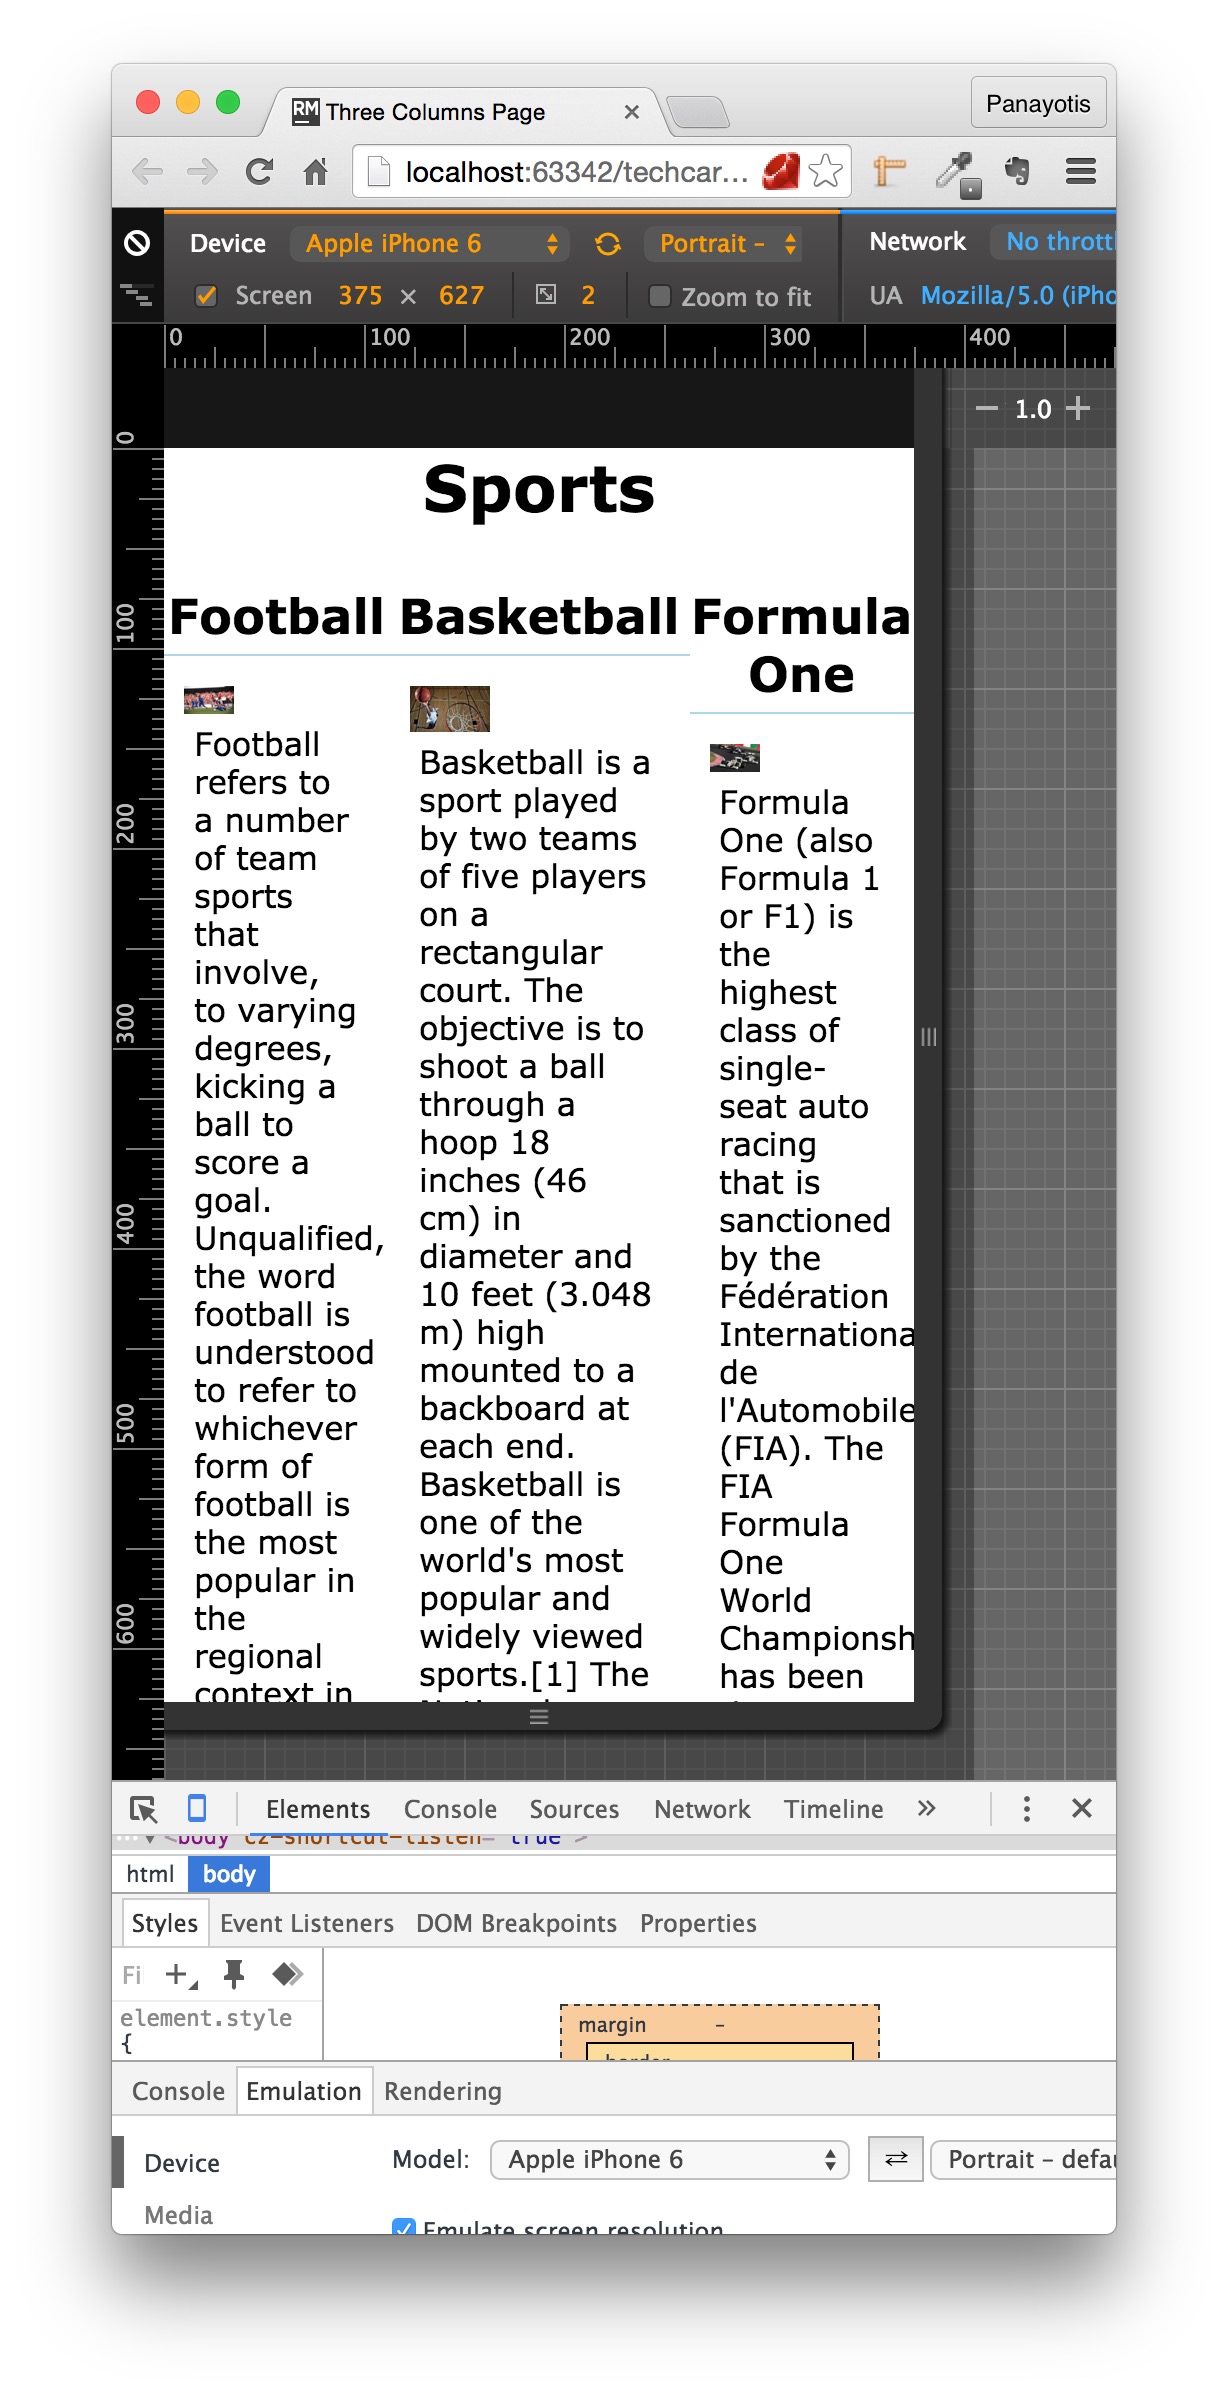 RM Three Columns Page
Panayotis
localhost:63342/techcar...
Device Apple iPhone 6 Portrait – Network No thrott
Screen 375 × 627 2 Zoom to fit UA Mozilla/5.0 (iPho
0 100 200 300 400
1.0
0
100
200
300
400
500
600
Sports
Football
Football
refers to
a number
of team
sports
that
involve,
to varying
degrees,
kicking a
ball to
score a
goal.
Unqualified,
the word
football is
understood
to refer to
whichever
form of
football is
the most
popular in
the
regional
context in
Basketball
Basketball is a
sport played
by two teams
of five players
on a
rectangular
court. The
objective is to
shoot a ball
through a
hoop 18
inches (46
cm) in
diameter and
10 feet (3.048
m) high
mounted to a
backboard at
each end.
Basketball is
one of the
world's most
popular and
widely viewed
sports.[1] The
Formula
One
Formula
One (also
Formula 1
or F1) is
the
highest
class of
single-
seat auto
racing
that is
sanctioned
by the
Fédération
Internationa
de
l'Automobile
(FIA). The
FIA
Formula
One
World
Championsh
has been
Elements Console Sources Network Timeline »
<body cz-shortcut-listen="true">
html body
Styles Event Listeners DOM Breakpoints Properties
Fi
element.style
{
margin –
border
Console Emulation Rendering
Device Model: Apple iPhone 6 Portrait – defau
Media
Emulate screen resolution